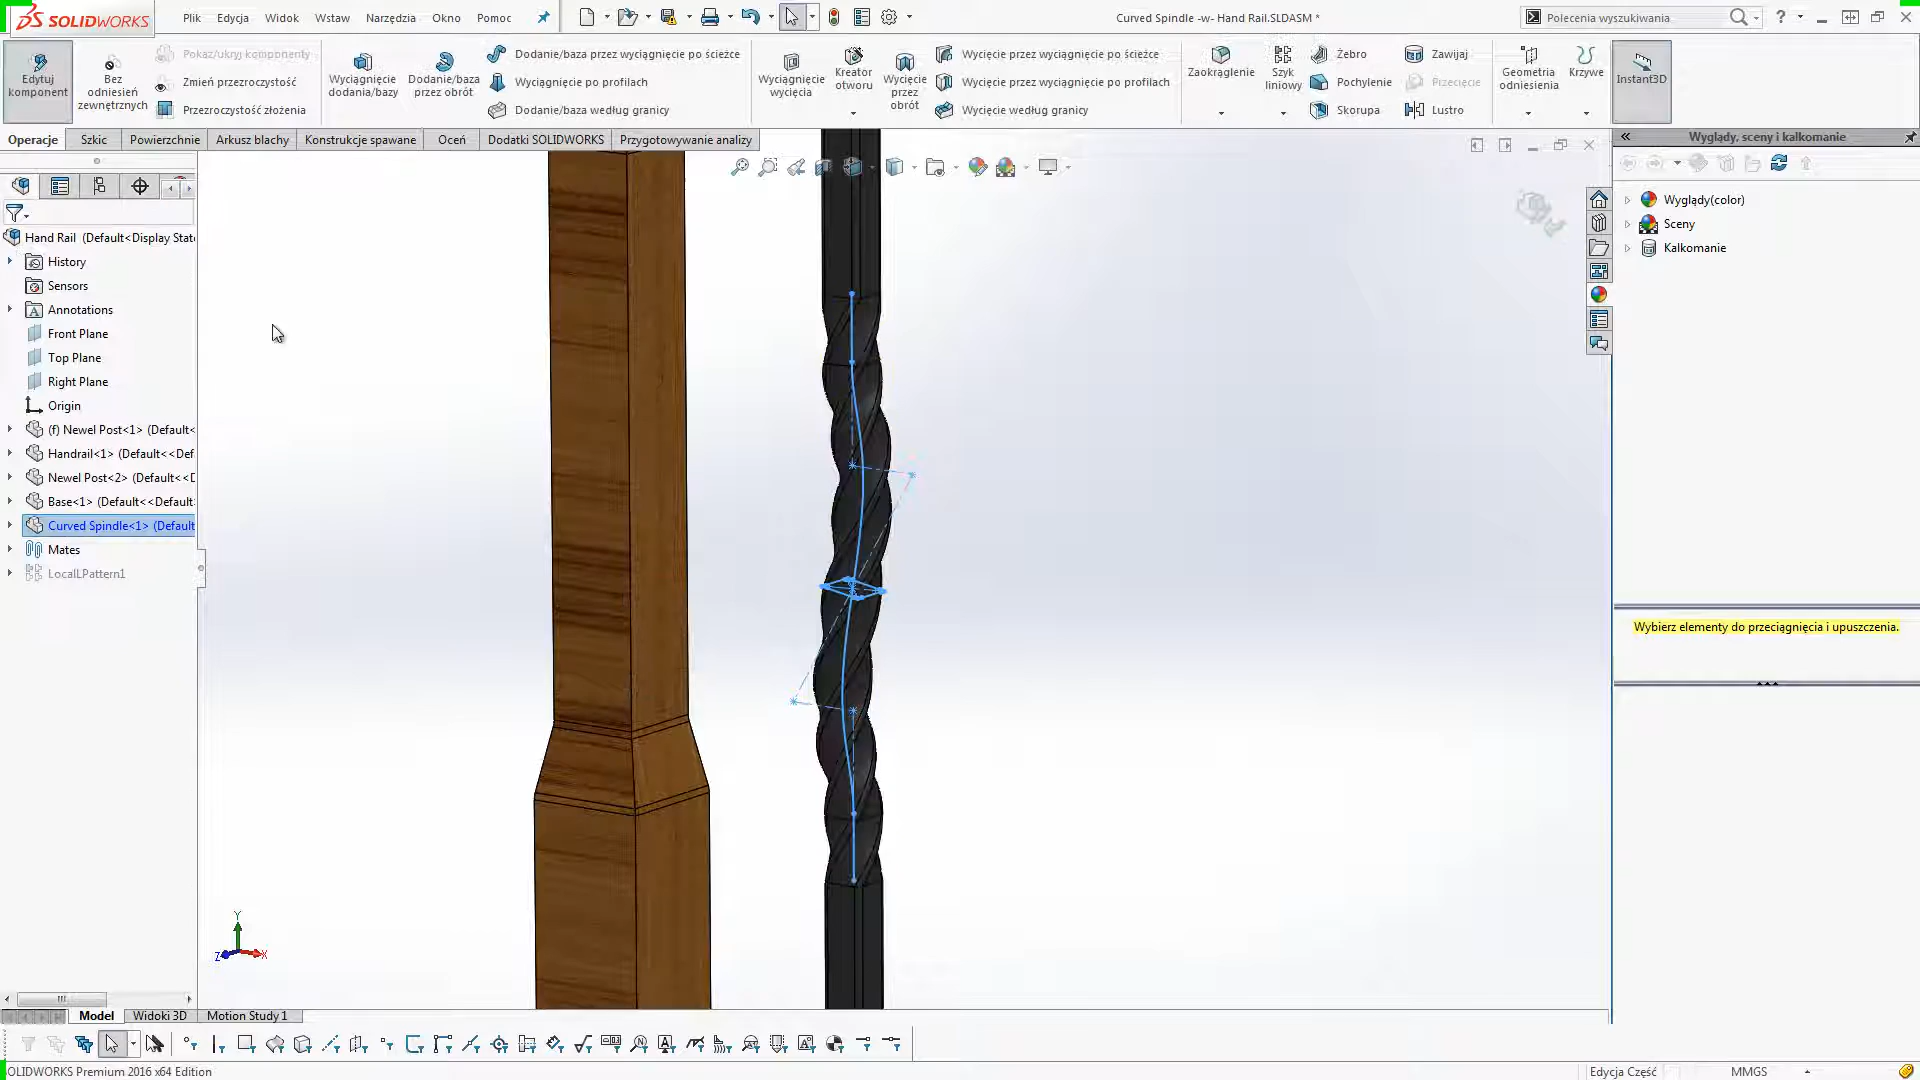 SOLIDWORKS
Plik Edycja Widok Wstaw Narzędzia Okno Pomoc
Curved Spindle -w- Hand Rail.SLDASM *
Polecenia wyszukiwania
Edytuj komponent
Bez odniesień zewnętrznych
Pokaż/ukryj komponenty
Zmień przezroczystość
Przezroczystość złożenia
Wyciągnięcie dodania/bazy
Dodanie/baza przez obrót
Dodanie/baza przez wyciągnięcie po ścieżce
Wyciągnięcie po profilach
Dodanie/baza według granicy
Wyciągnięcie wycięcia
Kreator otworu
Wycięcie przez obrót
Wycięcie przez wyciągnięcie po ścieżce
Wycięcie przez wyciągnięcie po profilach
Wycięcie według granicy
Zaokrąglenie
Szyk liniowy
Żebro
Pochylenie
Skorupa
Zawijaj
Przecięcie
Lustro
Geometria odniesienia
Krzywe
Instant3D
Operacje Szkic Powierzchnie Arkusz blachy Konstrukcje spawane Oceń Dodatki SOLIDWORKS Przygotowywanie analizy
Wyglądy, sceny i kalkomanie
Hand Rail (Default<Display Stat
History
Sensors
Annotations
Front Plane
Top Plane
Right Plane
Origin
(f) Newel Post<1> (Default<
Handrail<1> (Default<<Def
Newel Post<2> (Default<<D
Base<1> (Default<<Default
Curved Spindle<1> (Default
Mates
LocalLPattern1
Wyglądy(color)
Sceny
Kalkomanie
Wybierz elementy do przeciągnięcia i upuszczenia.
Y
Z
X
Model Widoki 3D Motion Study 1
OLIDWORKS Premium 2016 x64 Edition
Edycja Część
MMGS